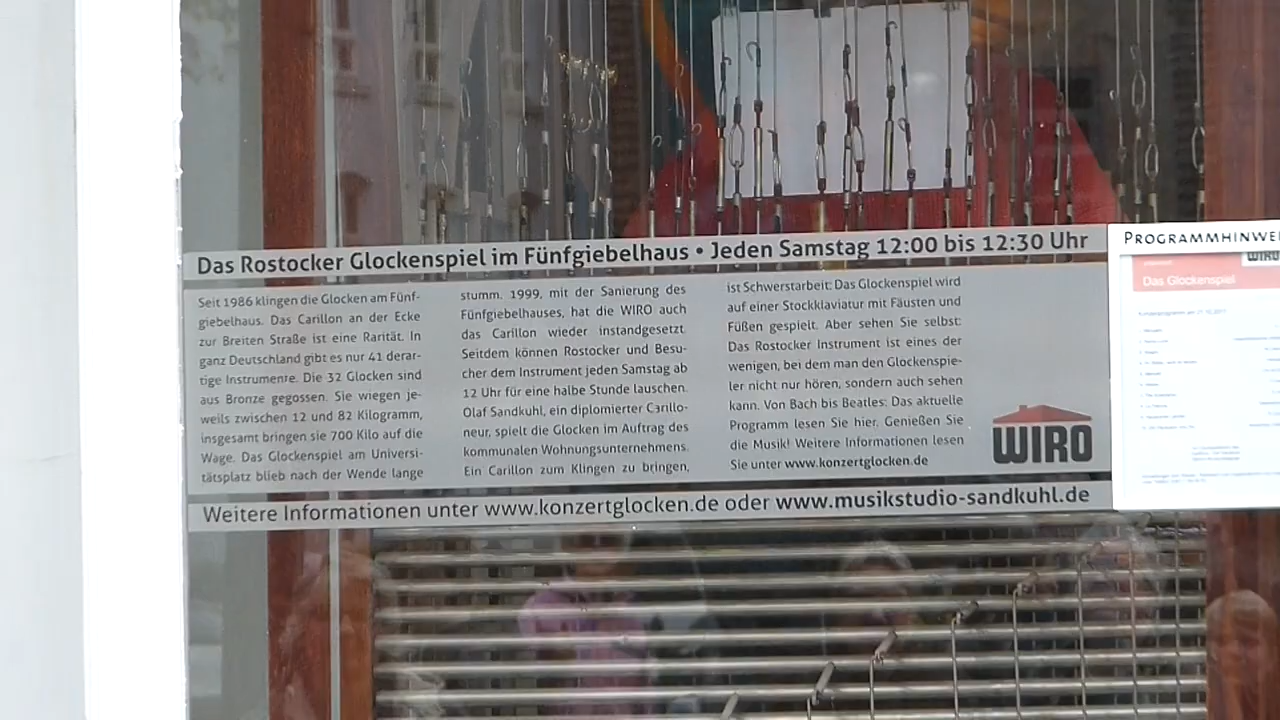 Das Rostocker Glockenspiel im Fünfgiebelhaus • Jeden Samstag 12:00 bis 12:30 Uhr
Seit 1986 klingen die Glocken am Fünf-
giebelhaus. Das Carillon an der Ecke
zur Breiten Straße ist eine Rarität. In
ganz Deutschland gibt es nur 41 derar-
tige Instrumente. Die 32 Glocken sind
aus Bronze gegossen. Sie wiegen je-
weils zwischen 12 und 82 Kilogramm,
insgesamt bringen sie 700 Kilo auf die
Wage. Das Glockenspiel am Universi-
tätsplatz blieb nach der Wende lange
stumm. 1999, mit der Sanierung des
Fünfgiebelhauses, hat die WIRO auch
das Carillon wieder instandgesetzt.
Seitdem können Rostocker und Besu-
cher dem Instrument jeden Samstag ab
12 Uhr für eine halbe Stunde lauschen.
Olaf Sandkuhl, ein diplomierter Carillo-
neur, spielt die Glocken im Auftrag des
kommunalen Wohnungsunternehmens.
Ein Carillon zum Klingen zu bringen,
ist Schwerstarbeit: Das Glockenspiel wird
auf einer Stockklaviatur mit Fäusten und
Füßen gespielt. Aber sehen Sie selbst:
Das Rostocker Instrument ist eines der
wenigen, bei dem man den Glockenspie-
ler nicht nur hören, sondern auch sehen
kann. Von Bach bis Beatles: Das aktuelle
Programm lesen Sie hier. Genießen Sie
die Musik! Weitere Informationen lesen
Sie unter www.konzertglocken.de
WIRO
Weitere Informationen unter www.konzertglocken.de oder www.musikstudio-sandkuhl.de
PROGRAMMHINWEI
WIRO
Das Glockenspiel